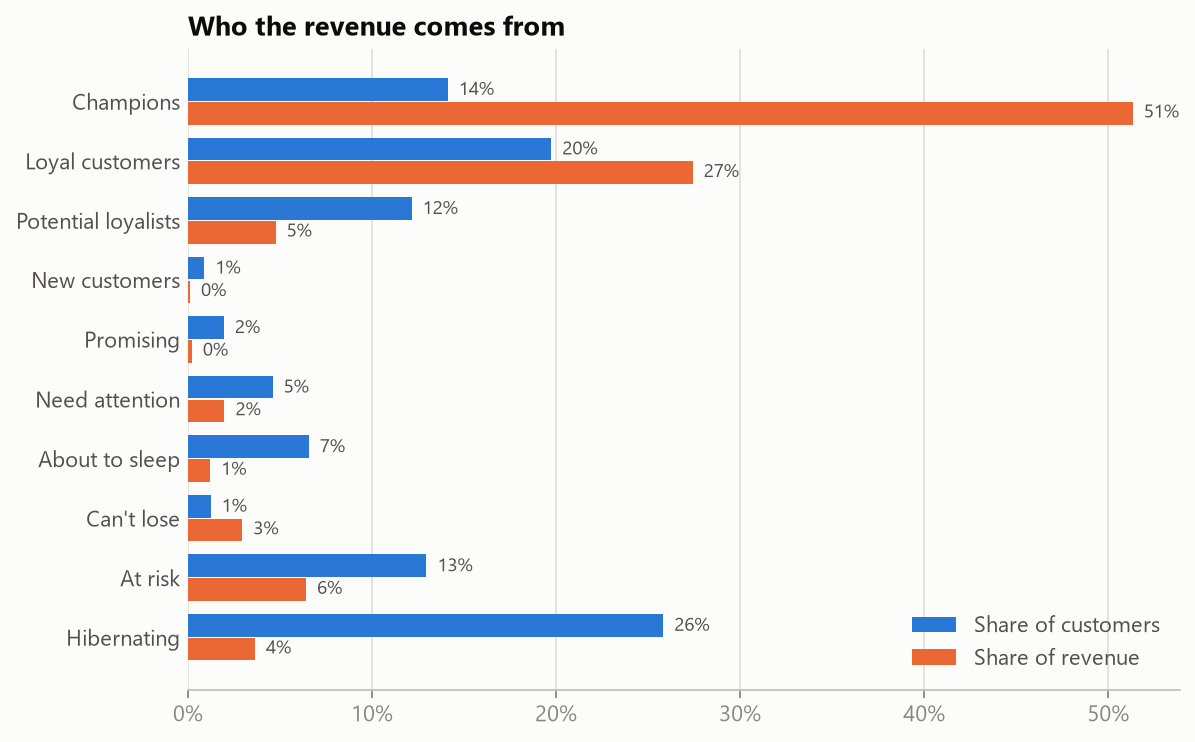 Who the revenue comes from
Champions
14%
51%
Loyal customers
20%
27%
Potential loyalists
12%
5%
New customers
1%
0%
Promising
2%
0%
Need attention
5%
2%
About to sleep
7%
1%
Can't lose
1%
3%
At risk
13%
6%
Hibernating
26%
4%
Share of customers
Share of revenue
0% 10% 20% 30% 40% 50%